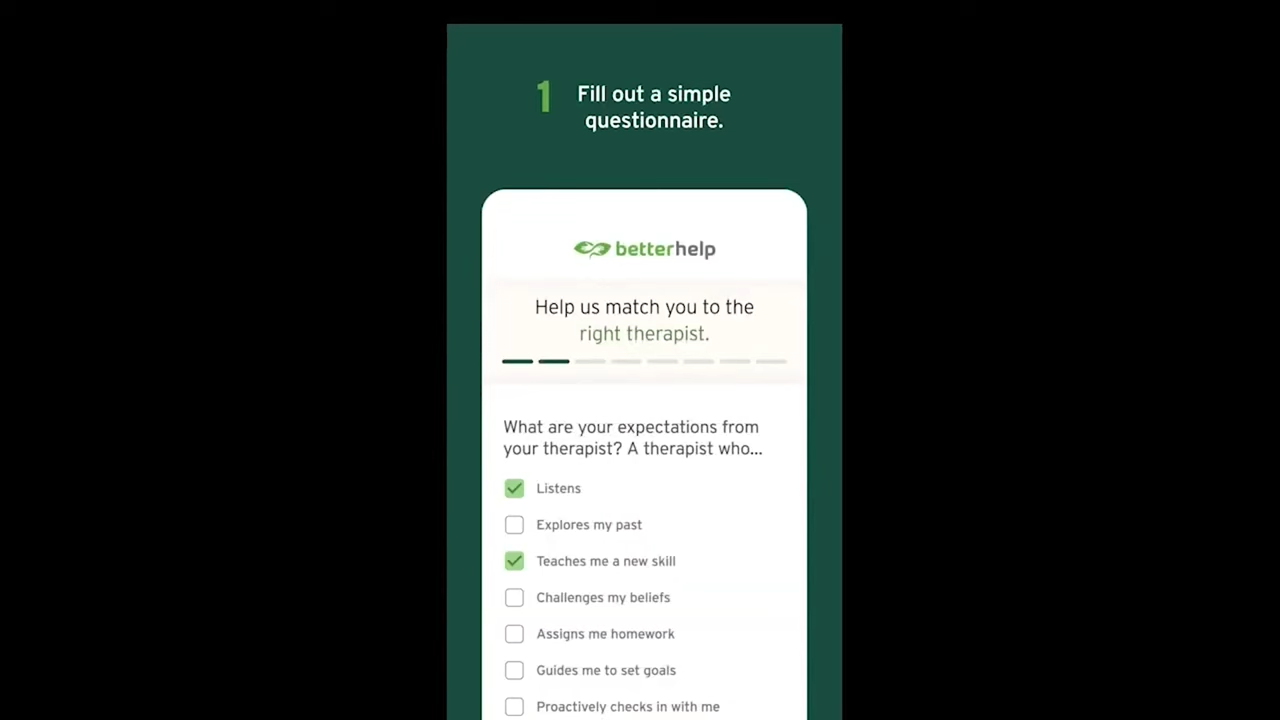 1
Fill out a simple
questionnaire.
betterhelp
Help us match you to the
right therapist.
What are your expectations from
your therapist? A therapist who...
Listens
Explores my past
Teaches me a new skill
Challenges my beliefs
Assigns me homework
Guides me to set goals
Proactively checks in with me